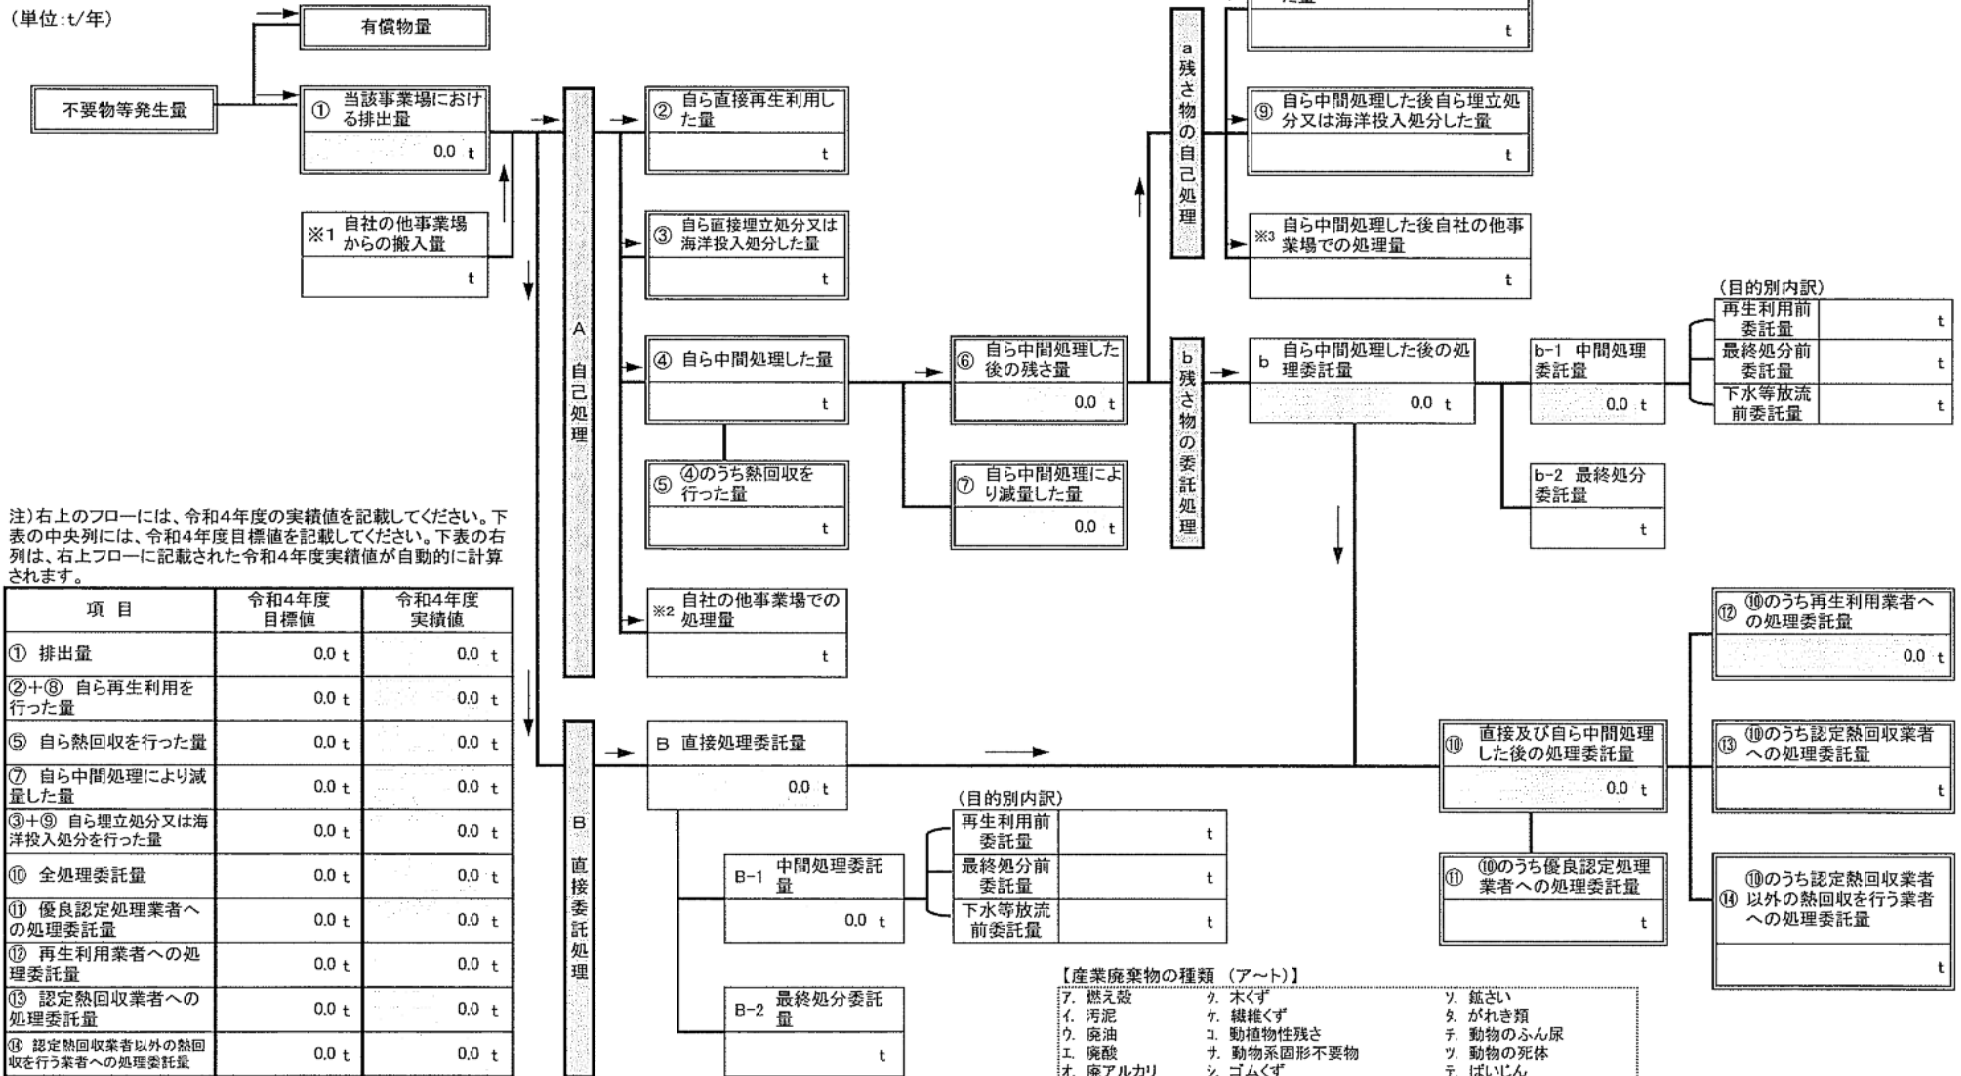 (単位:t/年)
有償物量
不要物等発生量
① 当該事業場におけ
る排出量
0.0 t
※1 自社の他事業場
からの搬入量
t
A 自己処理
② 自ら直接再生利用し
た量
t
③ 自ら直接埋立処分又は
海洋投入処分した量
t
④ 自ら中間処理した量
t
⑤ ④のうち熱回収を
行った量
t
※2 自社の他事業場での
処理量
t
⑥ 自ら中間処理した
後の残さ量
0.0 t
⑦ 自ら中間処理によ
り減量した量
0.0 t
a 残さ物の自己処理
た量
t
⑨ 自ら中間処理した後自ら埋立処
分又は海洋投入処分した量
t
※3 自ら中間処理した後自社の他事
業場での処理量
t
b 残さ物の委託処理
b 自ら中間処理した後の処
理委託量
0.0 t
b-1 中間処理
委託量
0.0 t
b-2 最終処分
委託量
t
(目的別内訳)
再生利用前
委託量
t
最終処分前
委託量
t
下水等放流
前委託量
t
注)右上のフローには、令和4年度の実績値を記載してください。下
表の中央列には、令和4年度目標値を記載してください。下表の右
列は、右上フローに記載された令和4年度実績値が自動的に計算
されます。
項 目 令和4年度
目標値 令和4年度
実績値
① 排出量 0.0 t 0.0 t
②+⑧ 自ら再生利用を
行った量 0.0 t 0.0 t
⑤ 自ら熱回収を行った量 0.0 t 0.0 t
⑦ 自ら中間処理により減
量した量 0.0 t 0.0 t
③+⑨ 自ら埋立処分又は海
洋投入処分を行った量 0.0 t 0.0 t
⑩ 全処理委託量 0.0 t 0.0 t
⑪ 優良認定処理業者へ
の処理委託量 0.0 t 0.0 t
⑫ 再生利用業者への処
理委託量 0.0 t 0.0 t
⑬ 認定熱回収業者への
処理委託量 0.0 t 0.0 t
⑭ 認定熱回収業者以外の熱回
収を行う業者への処理委託量 0.0 t 0.0 t
B 直接委託処理
B 直接処理委託量
0.0 t
B-1 中間処理委託
量
0.0 t
B-2 最終処分委託
量
t
(目的別内訳)
再生利用前
委託量
t
最終処分前
委託量
t
下水等放流
前委託量
t
⑩ 直接及び自ら中間処理
した後の処理委託量
0.0 t
⑪ ⑩のうち優良認定処理
業者への処理委託量
t
⑫ ⑩のうち再生利用業者へ
の処理委託量
0.0 t
⑬ ⑩のうち認定熱回収業者
への処理委託量
t
⑭ ⑩のうち認定熱回収業者
以外の熱回収を行う業者
への処理委託量
t
【産業廃棄物の種類 (ア~ト)】
ア. 燃え殻 ク. 木くず ソ. 鉱さい
イ. 汚泥 ケ. 繊維くず タ. がれき類
ウ. 廃油 コ. 動植物性残さ チ. 動物のふん尿
エ. 廃酸 サ. 動物系固形不要物 ツ. 動物の死体
オ. 廃アルカリ シ. ゴムくず テ. ばいじん